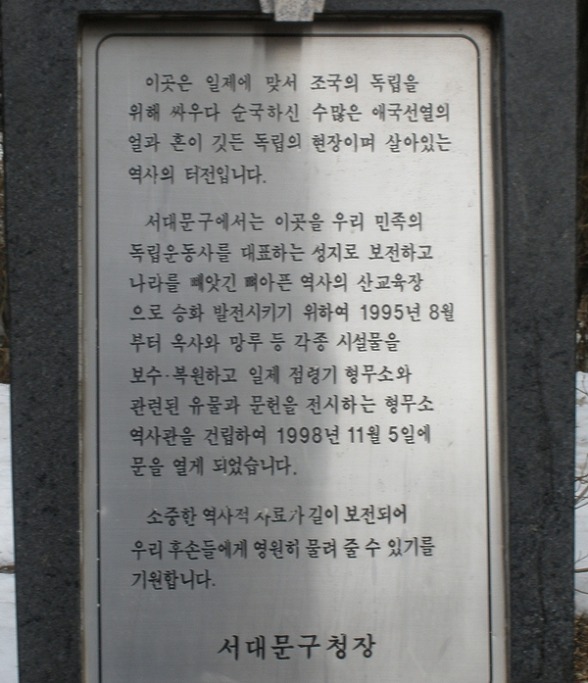 이곳은 일제에 맞서 조국의 독립을
위해 싸우다 순국하신 수많은 애국선열의
얼과 혼이 깃든 독립의 현장이며 살아있는
역사의 터전입니다.
서대문구에서는 이곳을 우리 민족의
독립운동사를 대표하는 성지로 보전하고
나라를 빼앗긴 뼈아픈 역사의 산교육장
으로 승화 발전시키기 위하여 1995년 8월
부터 옥사와 망루 등 각종 시설물을
보수·복원하고 일제 점령기 형무소와
관련된 유물과 문헌을 전시하는 형무소
역사관을 건립하여 1998년 11월 5일에
문을 열게 되었습니다.
소중한 역사적 사료가 길이 보전되어
우리 후손들에게 영원히 물려 줄 수 있기를
기원합니다.
서대문구청장